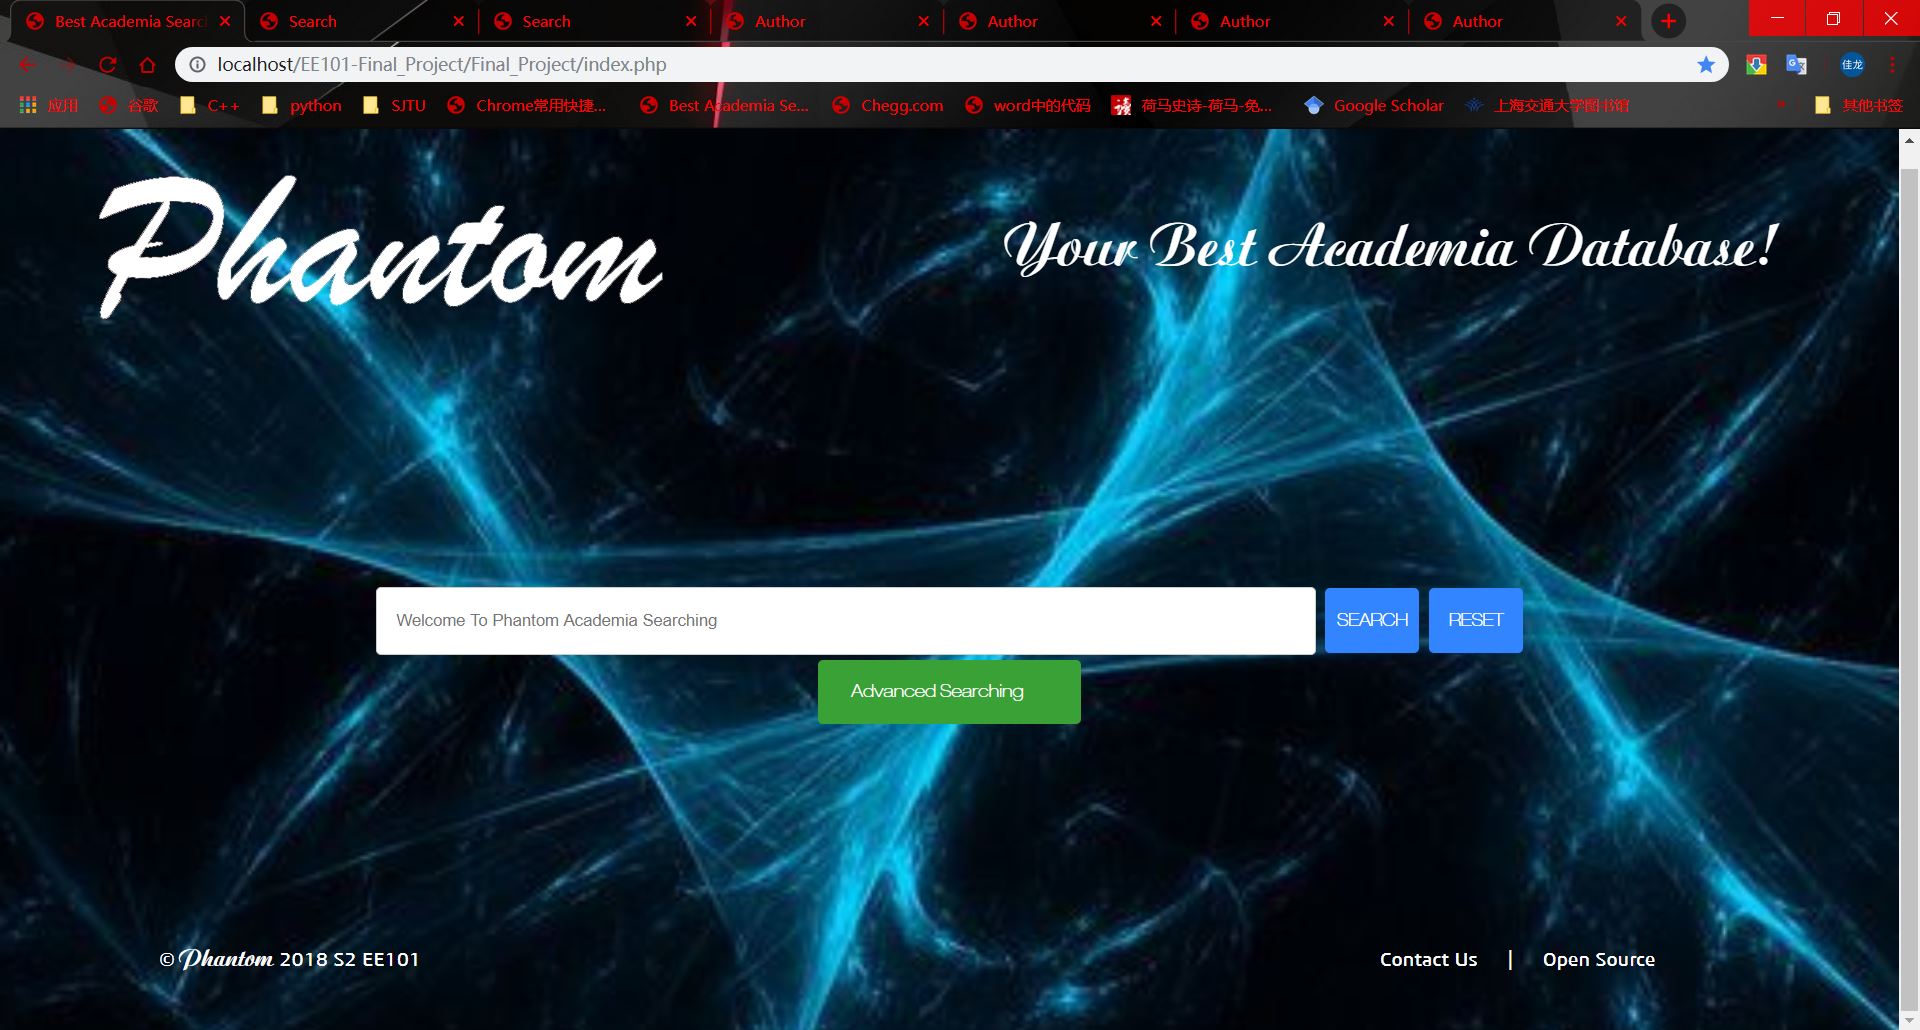 Best Academia Searc
Search
Search
Author
Author
Author
Author
localhost/EE101-Final_Project/Final_Project/index.php
佳龙
应用
谷歌
C++
python
SJTU
Chrome常用快捷...
Best Academia Se...
Chegg.com
word中的代码
荷马史诗-荷马-免...
Google Scholar
上海交通大学图书馆
其他书签
Phantom
Your Best Academia Database!
Welcome To Phantom Academia Searching
SEARCH
RESET
Advanced Searching
© Phantom 2018 S2 EE101
Contact Us | Open Source